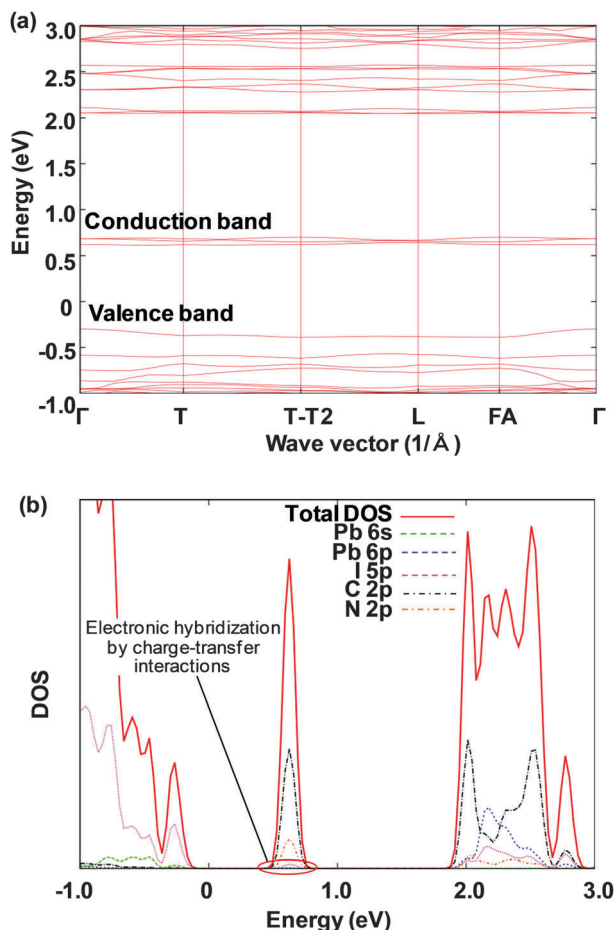 (a)
3.0
2.5
2.0
1.5
1.0
0.5
0
-0.5
-1.0
Energy (eV)
Conduction band
Valence band
Γ T T-T2 L FA Γ
Wave vector (1/Å)
(b)
Total DOS
Pb 6s
Pb 6p
I 5p
C 2p
N 2p
Electronic hybridization
by charge-transfer
interactions
DOS
-1.0 0 1.0 2.0 3.0
Energy (eV)